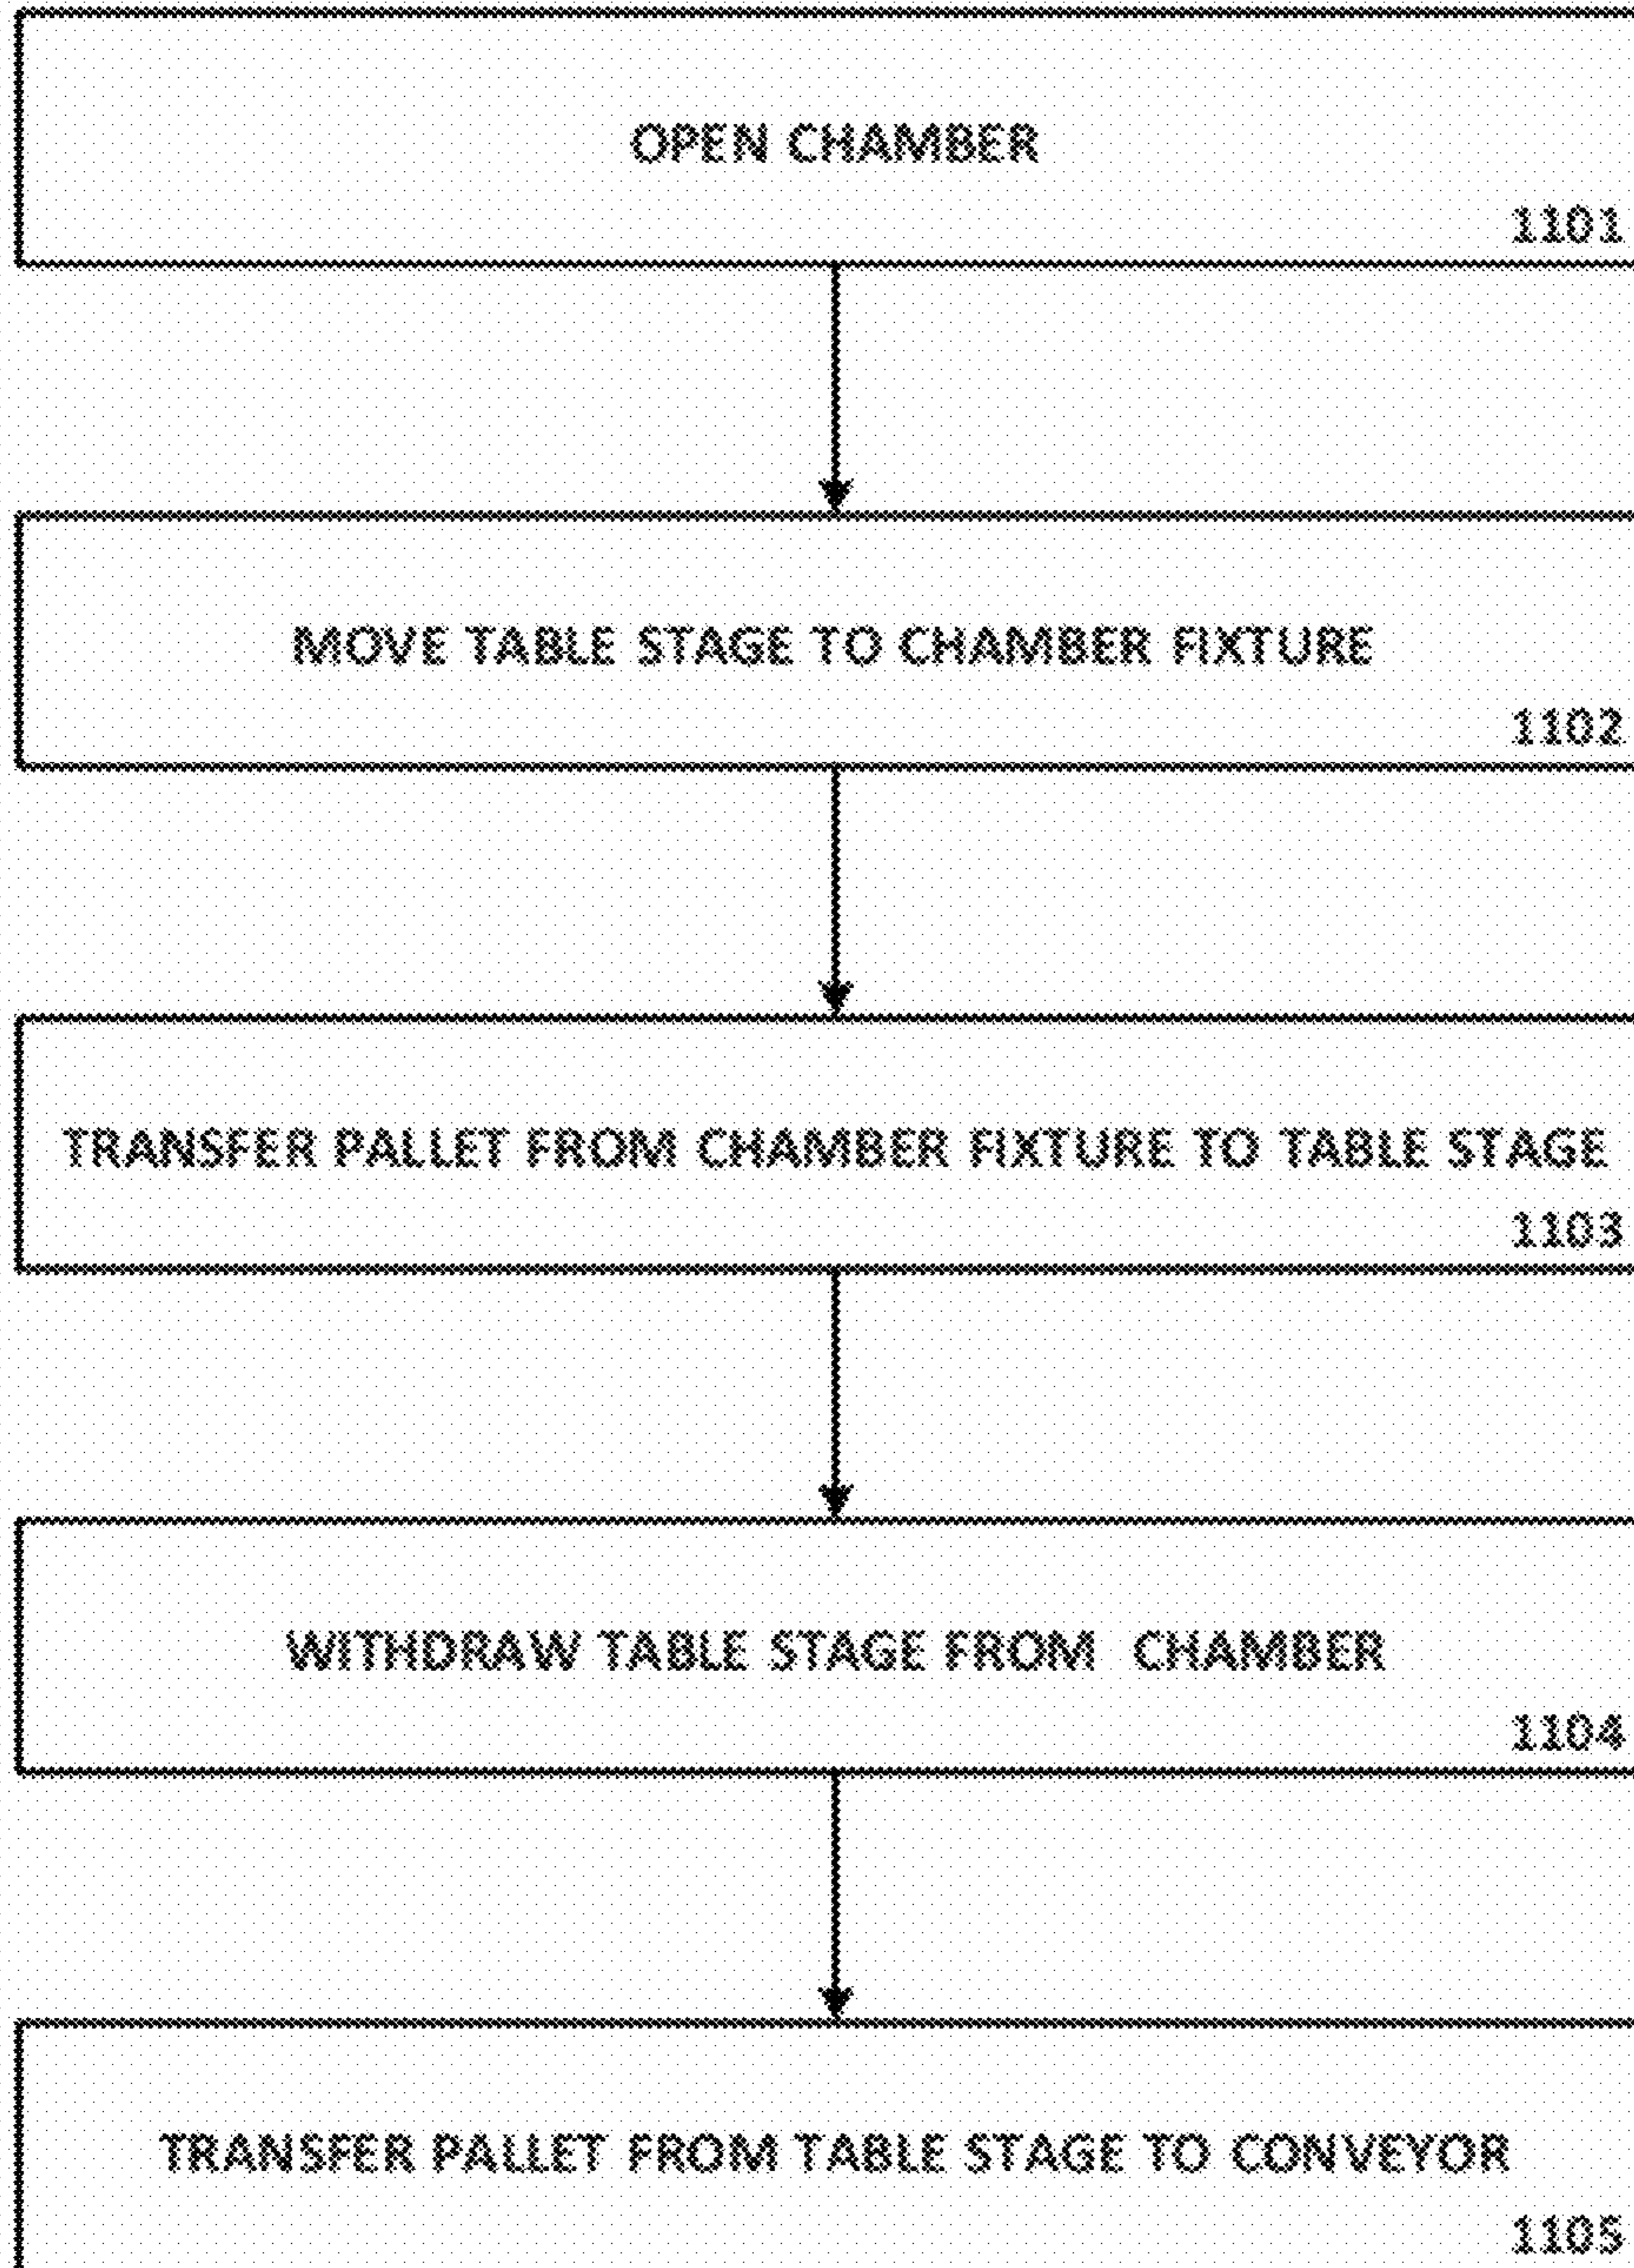 OPEN CHAMBER
1101
MOVE TABLE STAGE TO CHAMBER FIXTURE
1102
TRANSFER PALLET FROM CHAMBER FIXTURE TO TABLE STAGE
1103
WITHDRAW TABLE STAGE FROM CHAMBER
1104
TRANSFER PALLET FROM TABLE STAGE TO CONVEYOR
1105